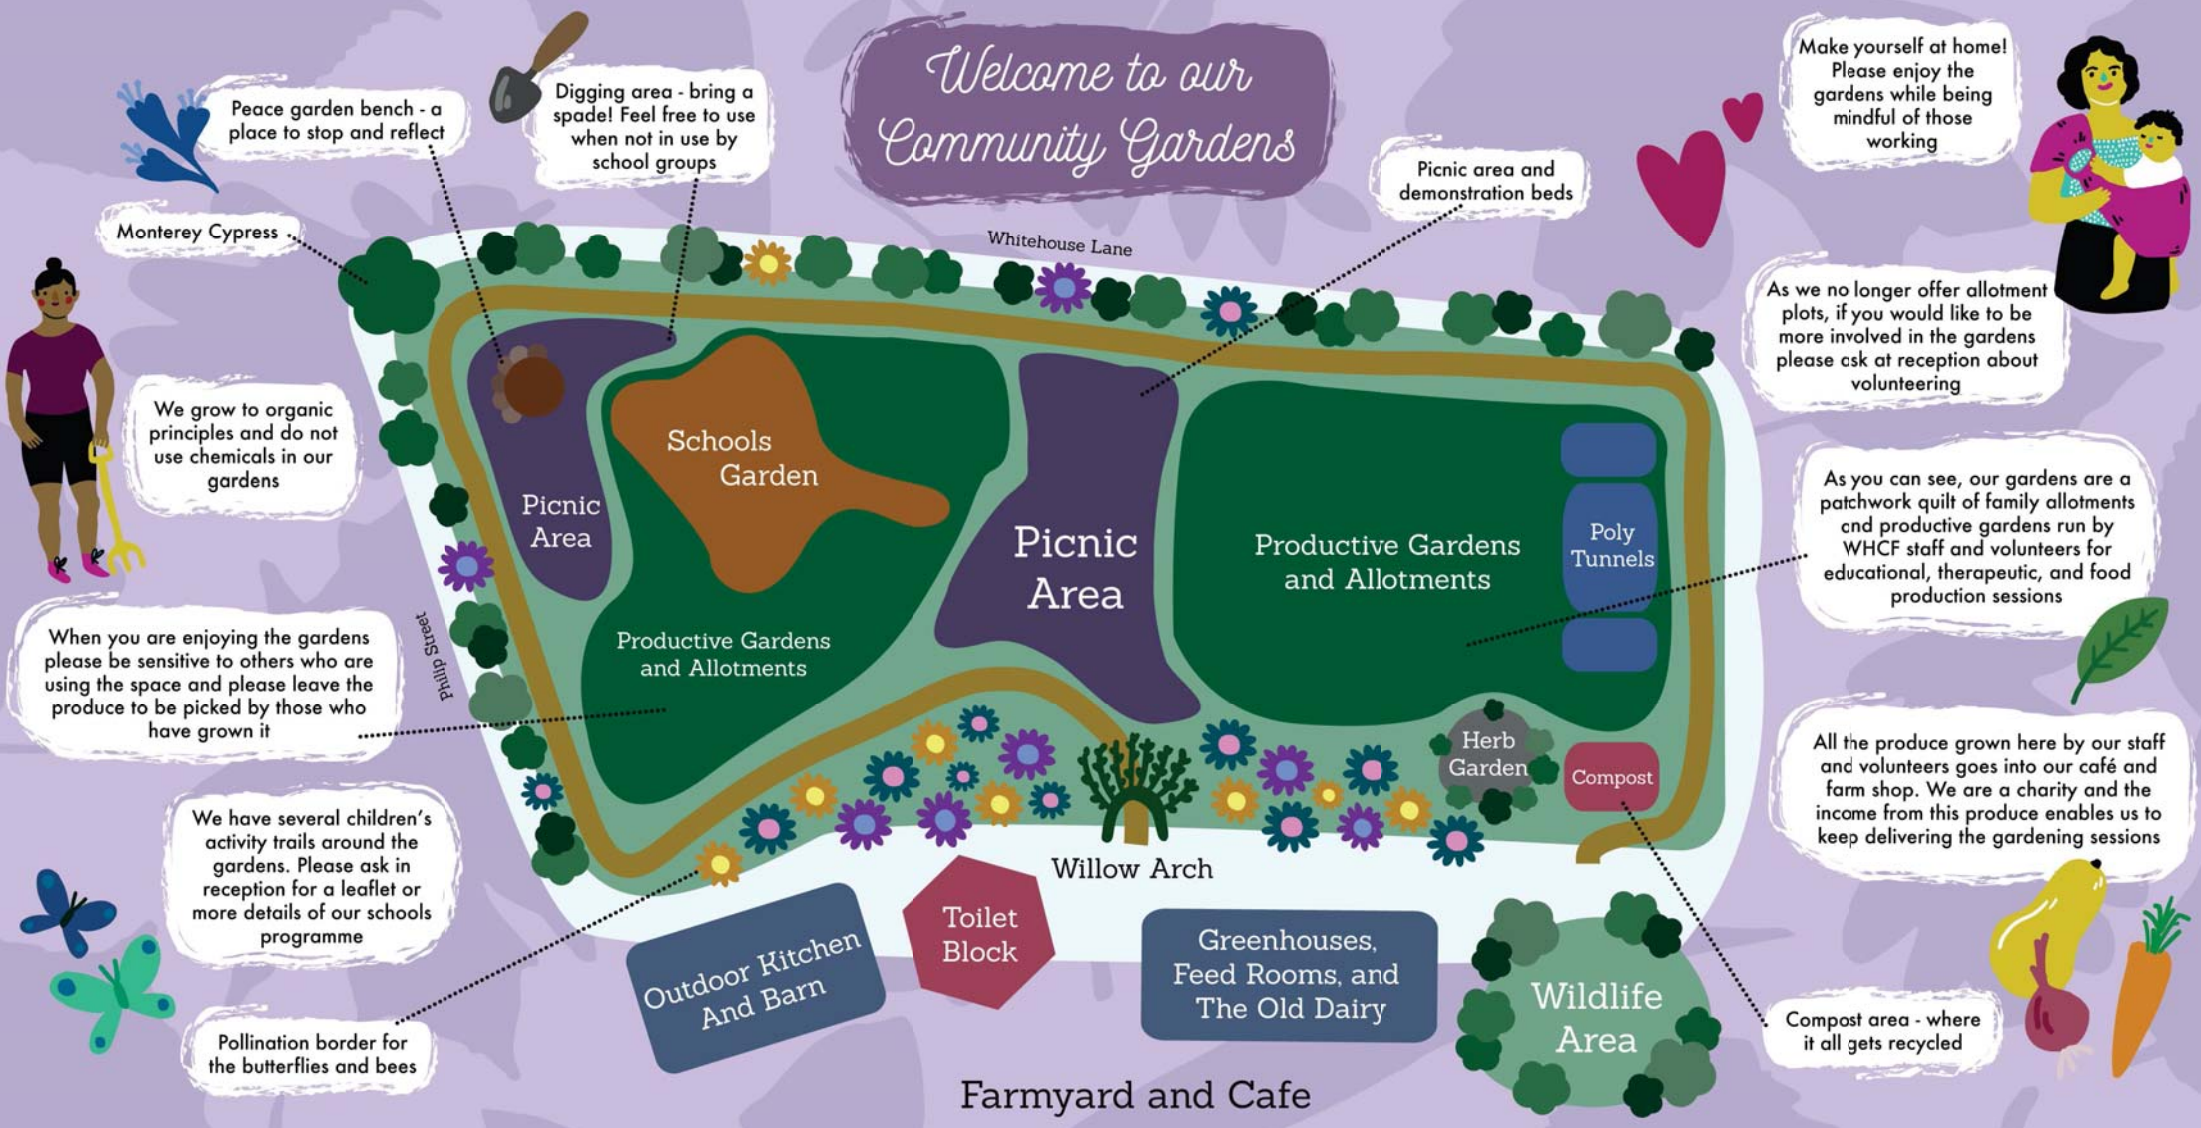 Welcome to our
Community Gardens
Peace garden bench - a
place to stop and reflect
Digging area - bring a
spade! Feel free to use
when not in use by
school groups
Picnic area and
demonstration beds
Make yourself at home!
Please enjoy the
gardens while being
mindful of those
working
Monterey Cypress
Whitehouse Lane
As we no longer offer allotment
plots, if you would like to be
more involved in the gardens
please ask at reception about
volunteering
We grow to organic
principles and do not
use chemicals in our
gardens
Schools
Garden
Picnic
Area
Picnic
Area
Productive Gardens
and Allotments
Poly
Tunnels
As you can see, our gardens are a
patchwork quilt of family allotments
and productive gardens run by
WHCF staff and volunteers for
educational, therapeutic, and food
production sessions
When you are enjoying the gardens
please be sensitive to others who are
using the space and please leave the
produce to be picked by those who
have grown it
Philip Street
Productive Gardens
and Allotments
Herb
Garden
Compost
All the produce grown here by our staff
and volunteers goes into our café and
farm shop. We are a charity and the
income from this produce enables us to
keep delivering the gardening sessions
We have several children's
activity trails around the
gardens. Please ask in
reception for a leaflet or
more details of our schools
programme
Willow Arch
Outdoor Kitchen
And Barn
Toilet
Block
Greenhouses,
Feed Rooms, and
The Old Dairy
Wildlife
Area
Pollination border for
the butterflies and bees
Compost area - where
it all gets recycled
Farmyard and Cafe